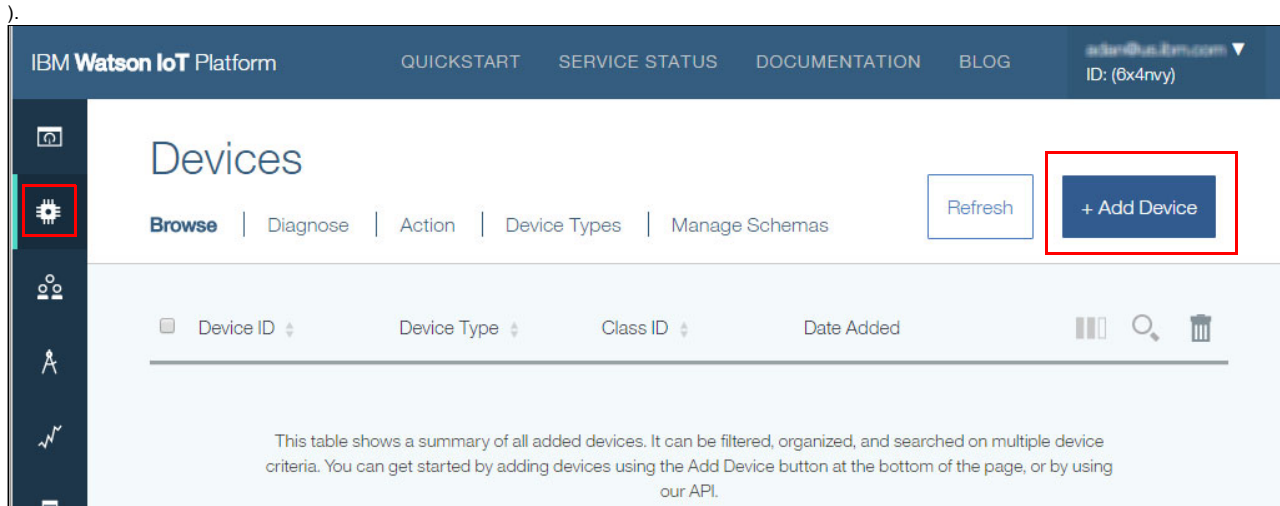 ).
IBM Watson IoT Platform QUICKSTART SERVICE STATUS DOCUMENTATION BLOG
ID: (6x4nvy)
Devices
Browse | Diagnose | Action | Device Types | Manage Schemas Refresh + Add Device
Device ID Device Type Class ID Date Added
This table shows a summary of all added devices. It can be filtered, organized, and searched on multiple device
criteria. You can get started by adding devices using the Add Device button at the bottom of the page, or by using
our API.